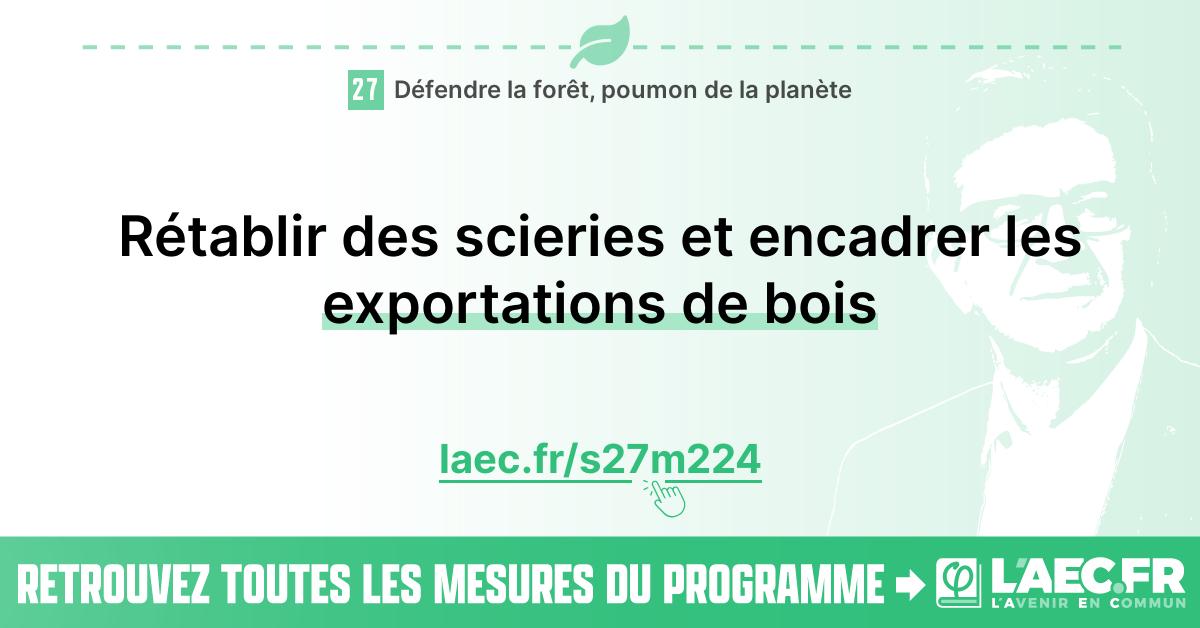 27 Défendre la forêt, poumon de la planète
Rétablir des scieries et encadrer les
exportations de bois
laec.fr/s27m224
RETROUVEZ TOUTES LES MESURES DU PROGRAMME
φ L'AEC.FR
L'AVENIR EN COMMUN